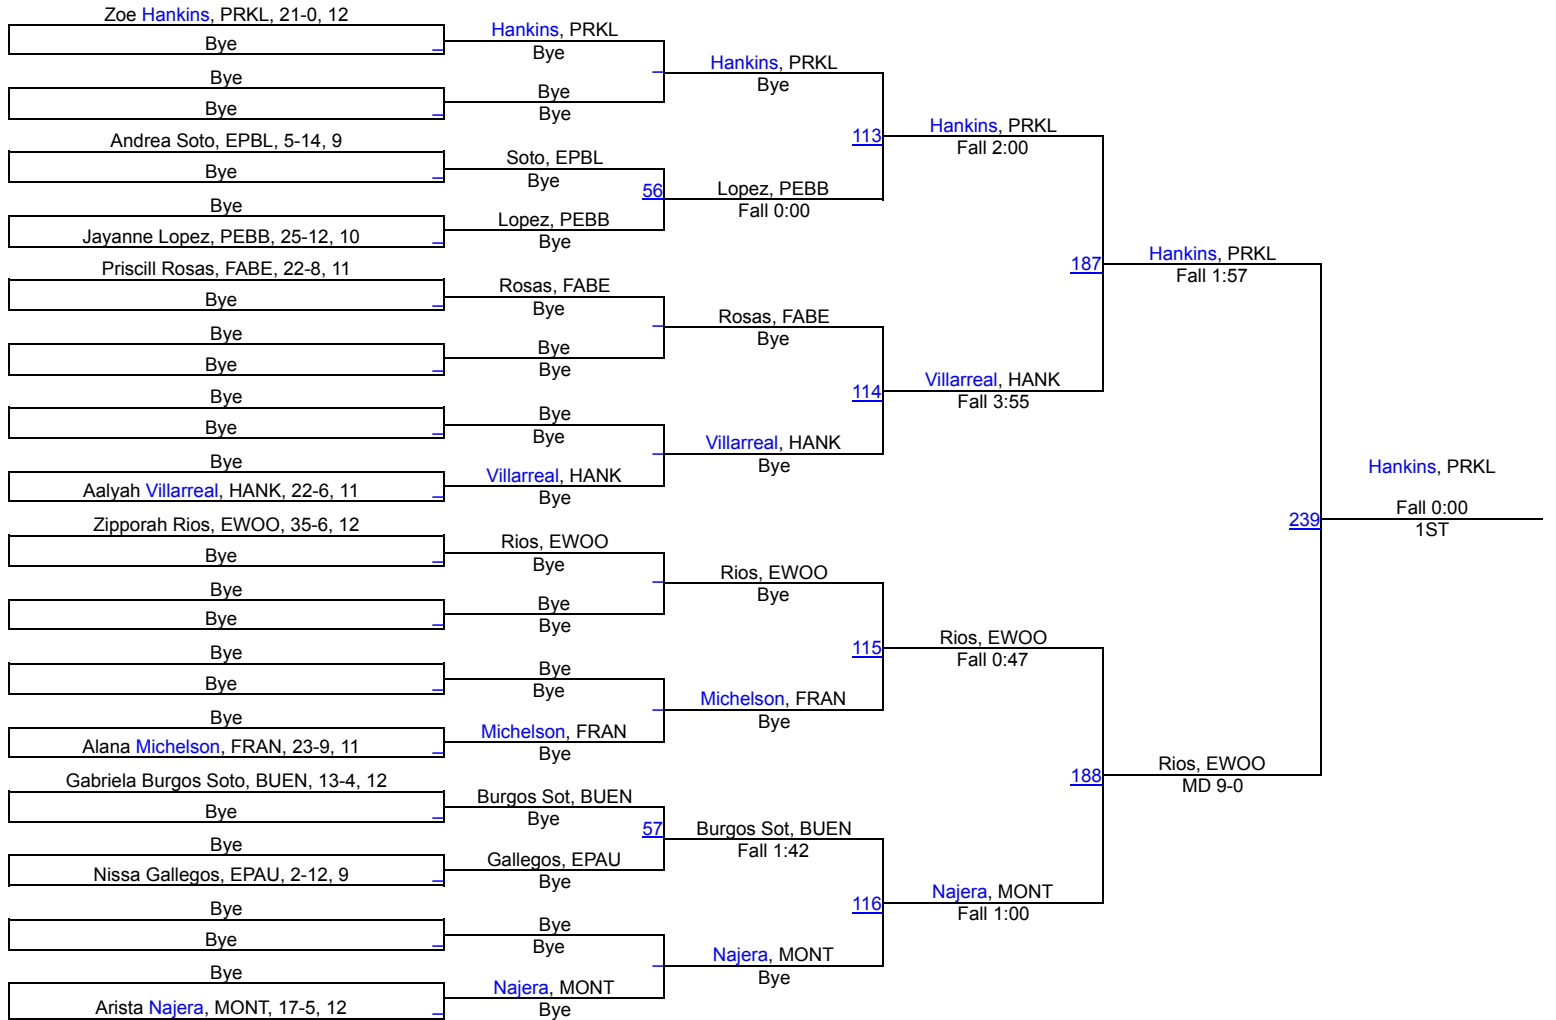 Zoe Hankins, PRKL, 21-0, 12
Bye
Bye
Bye
Andrea Soto, EPBL, 5-14, 9
Bye
Bye
Jayanne Lopez, PEBB, 25-12, 10
Priscill Rosas, FABE, 22-8, 11
Bye
Bye
Bye
Bye
Bye
Bye
Aalyah Villarreal, HANK, 22-6, 11
Zipporah Rios, EWOO, 35-6, 12
Bye
Bye
Bye
Bye
Bye
Bye
Alana Michelson, FRAN, 23-9, 11
Gabriela Burgos Soto, BUEN, 13-4, 12
Bye
Bye
Nissa Gallegos, EPAU, 2-12, 9
Bye
Bye
Bye
Arista Najera, MONT, 17-5, 12
Hankins, PRKL
Bye
Bye
Bye
Soto, EPBL
Bye
56
Lopez, PEBB
Bye
Rosas, FABE
Bye
Bye
Bye
Bye
Bye
Villarreal, HANK
Bye
Rios, EWOO
Bye
Bye
Bye
Bye
Bye
Michelson, FRAN
Bye
Burgos Sot, BUEN
Bye
57
Gallegos, EPAU
Bye
Bye
Bye
Najera, MONT
Bye
Hankins, PRKL
Bye
113
Lopez, PEBB
Fall 0:00
Rosas, FABE
Bye
114
Villarreal, HANK
Bye
Rios, EWOO
Bye
115
Michelson, FRAN
Bye
Burgos Sot, BUEN
Fall 1:42
116
Najera, MONT
Bye
Hankins, PRKL
Fall 2:00
187
Villarreal, HANK
Fall 3:55
Rios, EWOO
Fall 0:47
188
Najera, MONT
Fall 1:00
Hankins, PRKL
Fall 1:57
239
Rios, EWOO
MD 9-0
Hankins, PRKL
Fall 0:00
1ST